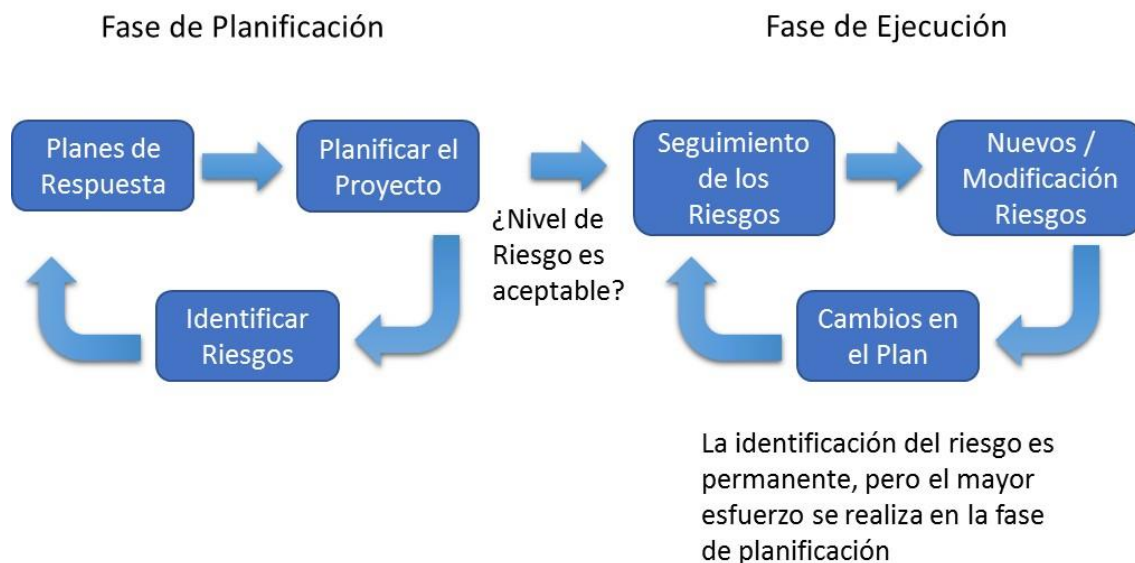 Fase de Planificación
Fase de Ejecución
Planes de
Respuesta
Planificar el
Proyecto
Identificar
Riesgos
¿Nivel de
Riesgo es
aceptable?
Seguimiento
de los
Riesgos
Nuevos /
Modificación
Riesgos
Cambios en
el Plan
La identificación del riesgo es
permanente, pero el mayor
esfuerzo se realiza en la fase
de planificación